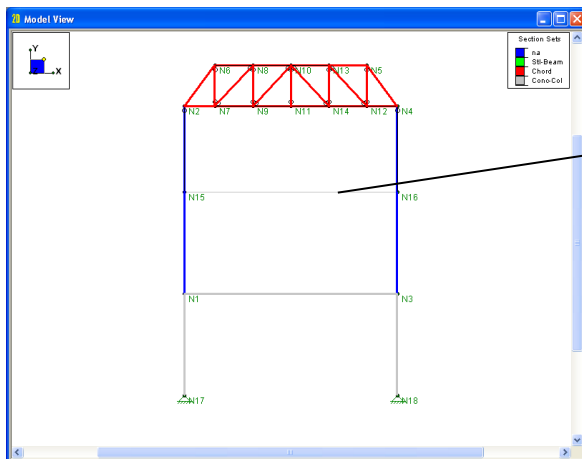 2D Model View
Y
X
Section Sets
na
Stl-Beam
Chord
Conc-Col
N6 N8 N10 N13 N5
N2 N7 N9 N11 N14 N12 N4
N15 N16
N1 N3
N17 N18